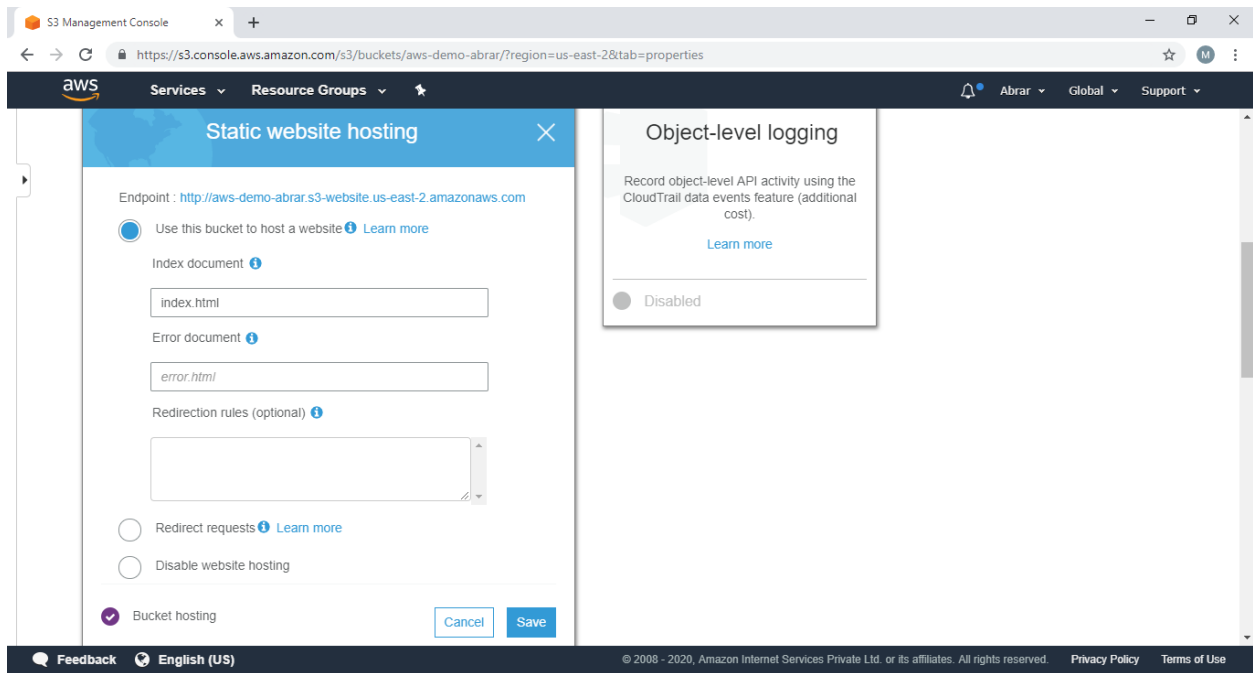 S3 Management Console
https://s3.console.aws.amazon.com/s3/buckets/aws-demo-abrar/?region=us-east-2&tab=properties
M
aws
Services
Resource Groups
Abrar
Global
Support
Static website hosting
Endpoint : http://aws-demo-abrar.s3-website.us-east-2.amazonaws.com
Use this bucket to host a website Learn more
Index document
index.html
Error document
error.html
Redirection rules (optional)
Redirect requests Learn more
Disable website hosting
Bucket hosting
Cancel
Save
Object-level logging
Record object-level API activity using the
CloudTrail data events feature (additional
cost).
Learn more
Disabled
Feedback
English (US)
© 2008 - 2020, Amazon Internet Services Private Ltd. or its affiliates. All rights reserved.
Privacy Policy
Terms of Use